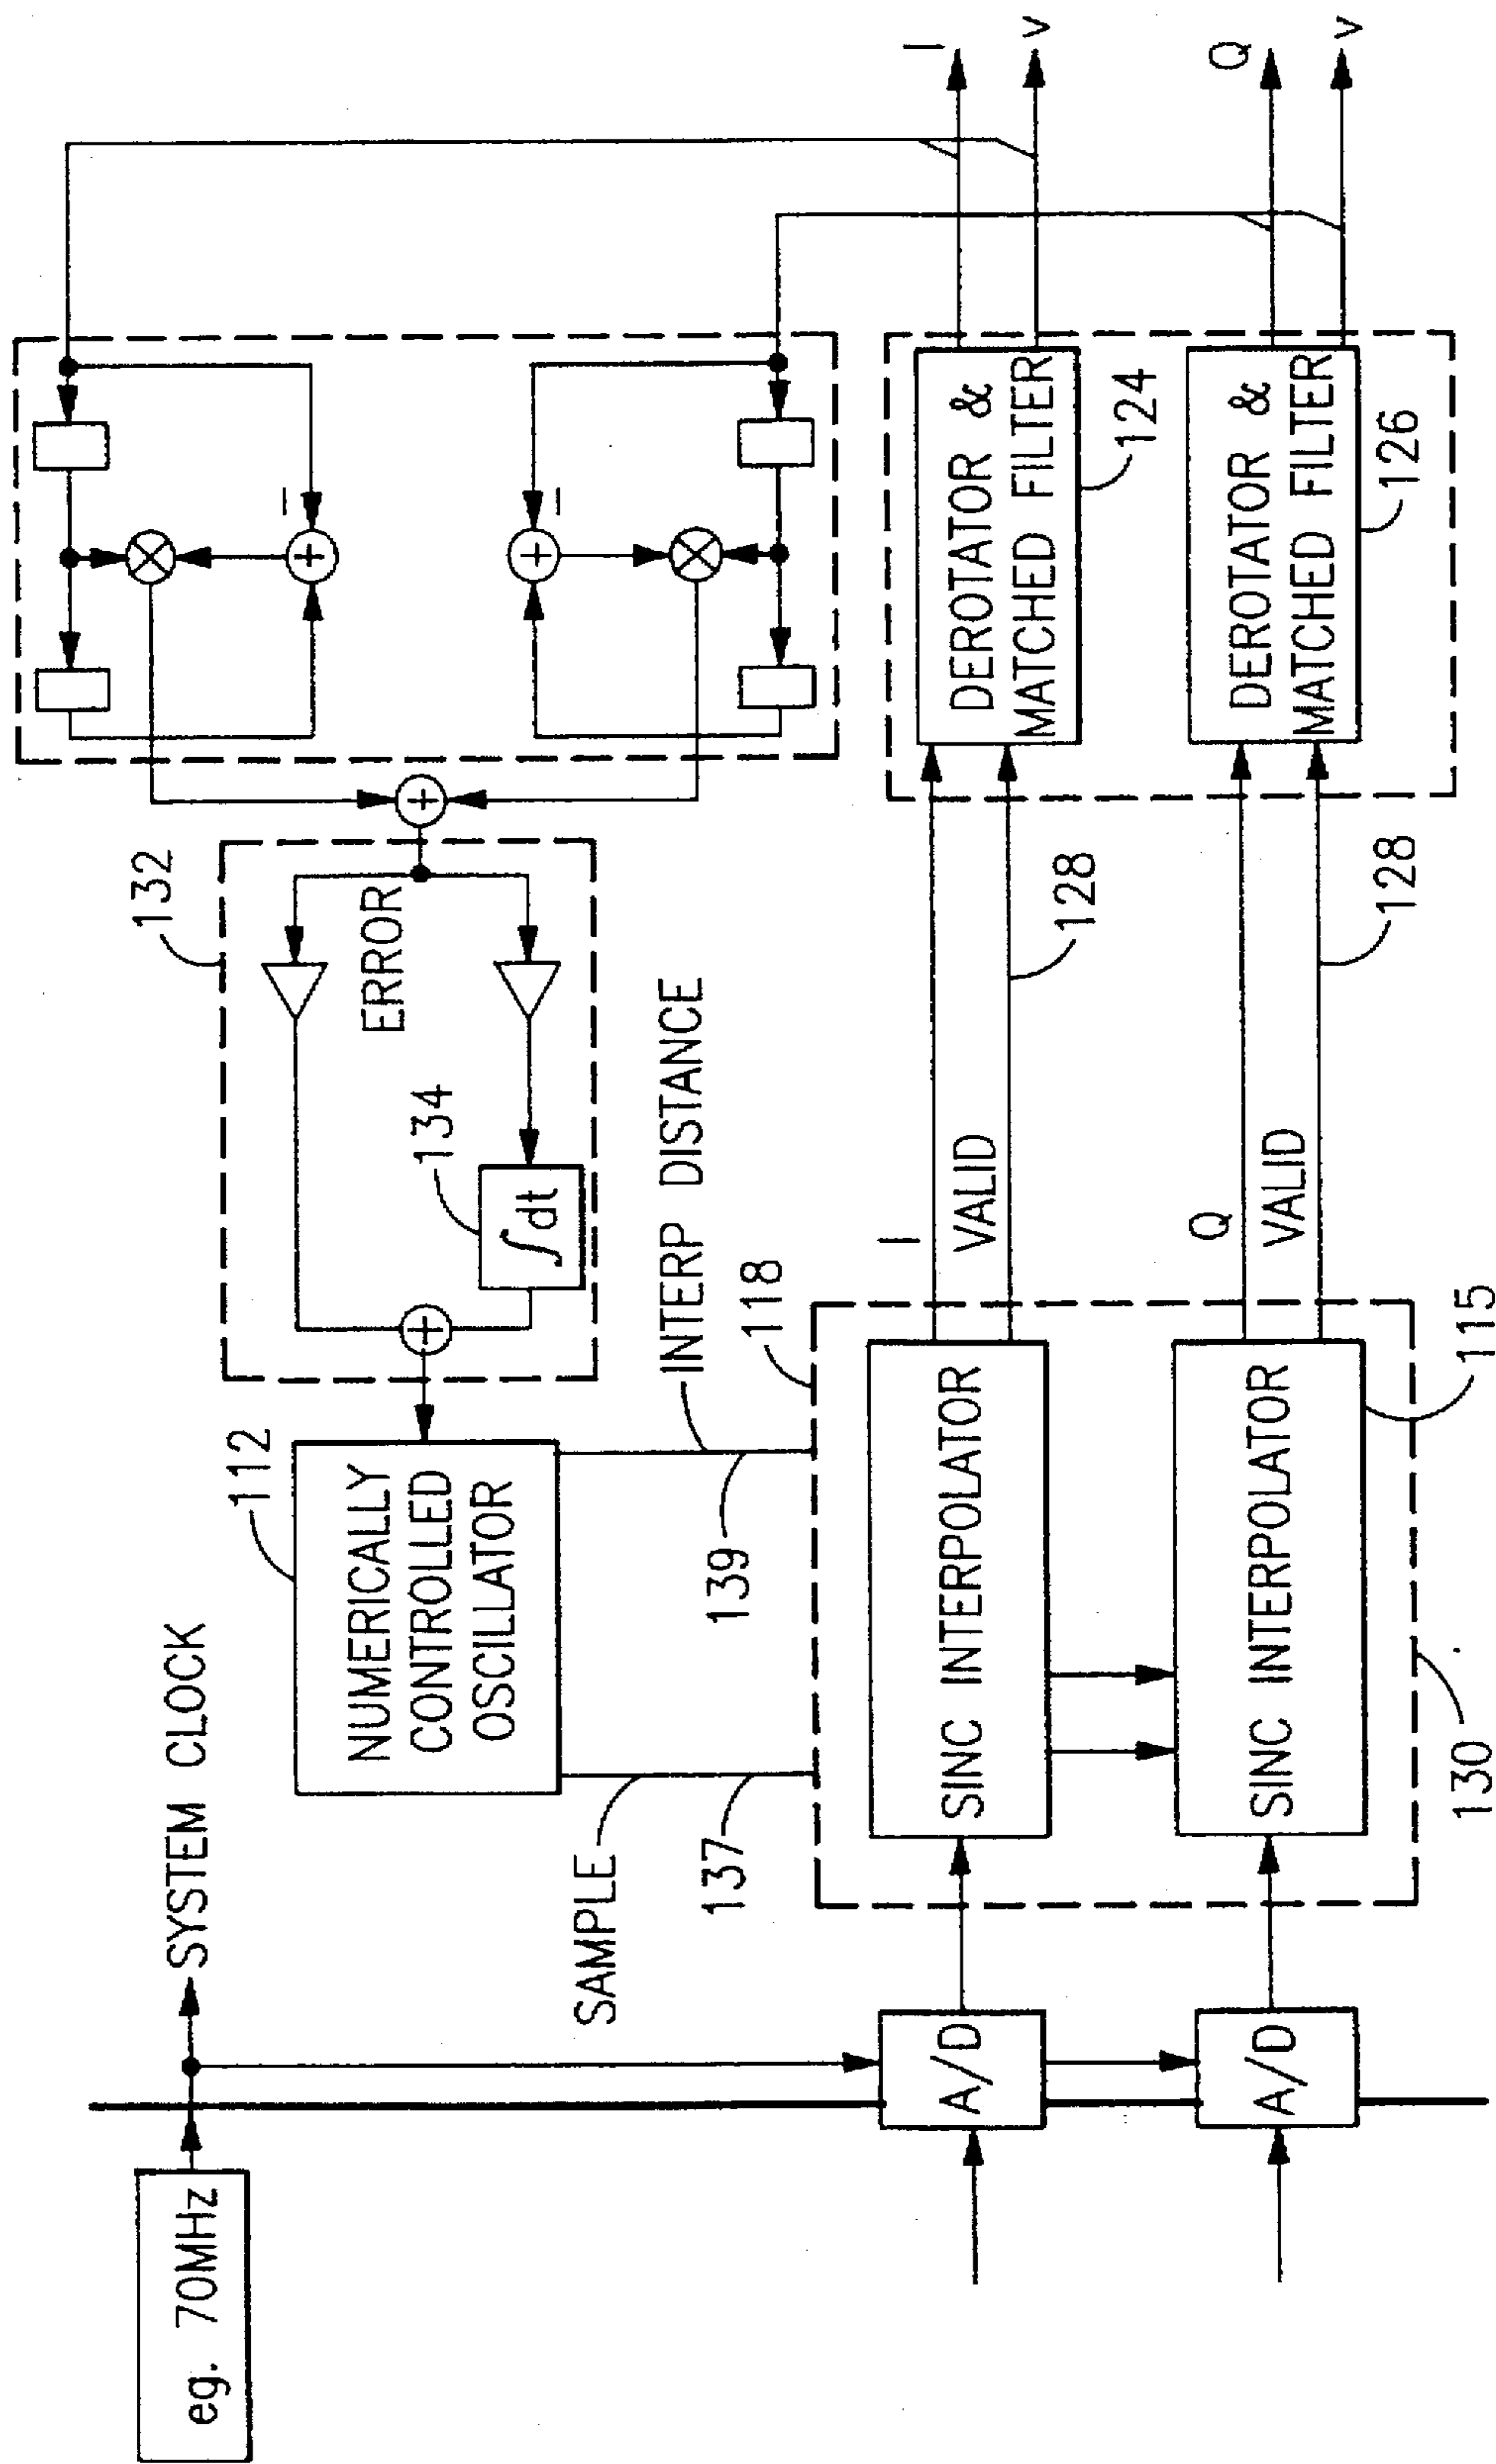 eg. 70MHz
SYSTEM CLOCK
112
NUMERICALLY
CONTROLLED
OSCILLATOR
132
ERROR
134
∫dt
+
+
+
−
+
−
SAMPLE
137
139
INTERP DISTANCE
118
A/D
SINC INTERPOLATOR
I
VALID
128
DEROTATOR &
MATCHED FILTER
124
I
V
A/D
SINC INTERPOLATOR
115
130
Q
VALID
128
DEROTATOR &
MATCHED FILTER
126
Q
V